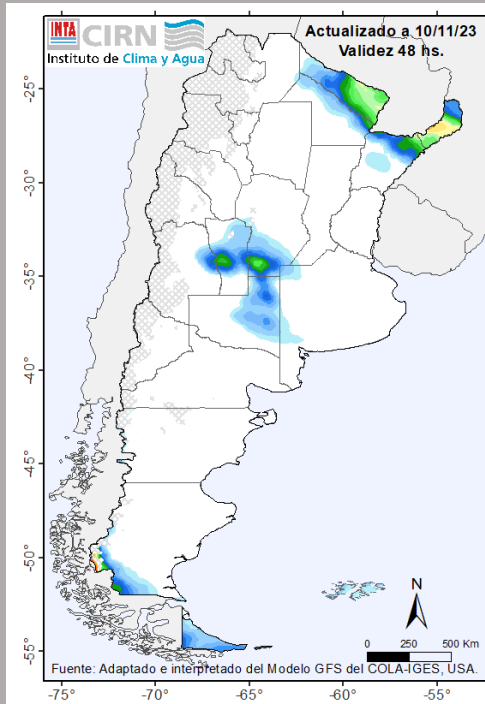 INTA CIRN
Instituto de Clima y Agua
Actualizado a 10/11/23
Validez 48 hs.
-25°
-30°
-35°
-40°
-45°
-50°
-55°
N
0 250 500 Km
Fuente: Adaptado e interpretado del Modelo GFS del COLA-IGES, USA.
-75° -70° -65° -60° -55°